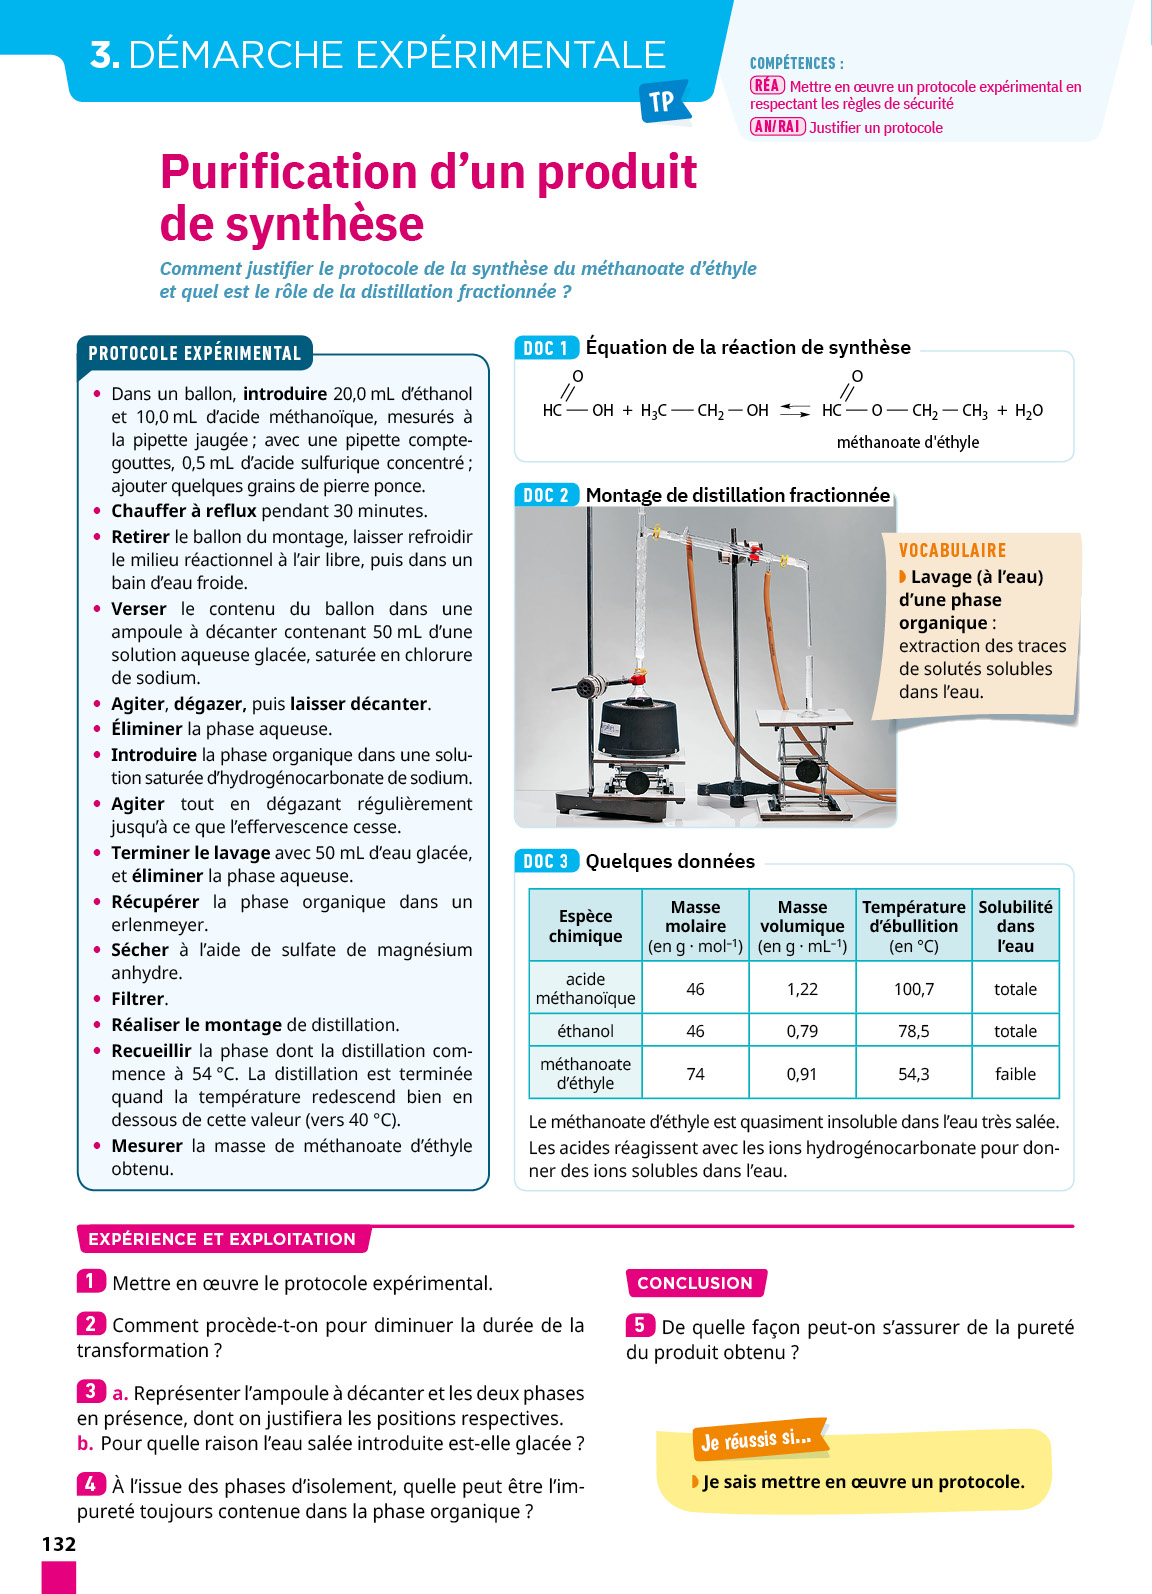 3. DÉMARCHE EXPÉRIMENTALE
TP
COMPÉTENCES :
RÉA Mettre en œuvre un protocole expérimental en
respectant les règles de sécurité
AN/RAI Justifier un protocole
Purification d’un produit
de synthèse
Comment justifier le protocole de la synthèse du méthanoate d’éthyle
et quel est le rôle de la distillation fractionnée ?
PROTOCOLE EXPÉRIMENTAL
• Dans un ballon, introduire 20,0 mL d’éthanol
et 10,0 mL d’acide méthanoïque, mesurés à
la pipette jaugée ; avec une pipette compte-
gouttes, 0,5 mL d’acide sulfurique concentré ;
ajouter quelques grains de pierre ponce.
• Chauffer à reflux pendant 30 minutes.
• Retirer le ballon du montage, laisser refroidir
le milieu réactionnel à l’air libre, puis dans un
bain d’eau froide.
• Verser le contenu du ballon dans une
ampoule à décanter contenant 50 mL d’une
solution aqueuse glacée, saturée en chlorure
de sodium.
• Agiter, dégazer, puis laisser décanter.
• Éliminer la phase aqueuse.
• Introduire la phase organique dans une solu-
tion saturée d’hydrogénocarbonate de sodium.
• Agiter tout en dégazant régulièrement
jusqu’à ce que l’effervescence cesse.
• Terminer le lavage avec 50 mL d’eau glacée,
et éliminer la phase aqueuse.
• Récupérer la phase organique dans un
erlenmeyer.
• Sécher à l’aide de sulfate de magnésium
anhydre.
• Filtrer.
• Réaliser le montage de distillation.
• Recueillir la phase dont la distillation com-
mence à 54 °C. La distillation est terminée
quand la température redescend bien en
dessous de cette valeur (vers 40 °C).
• Mesurer la masse de méthanoate d’éthyle
obtenu.
DOC 1 Équation de la réaction de synthèse
O O
HC — OH + H₃C — CH₂ — OH ⇌ HC — O — CH₂ — CH₃ + H₂O
méthanoate d'éthyle
DOC 2 Montage de distillation fractionnée
VOCABULAIRE
Lavage (à l’eau)
d’une phase
organique :
extraction des traces
de solutés solubles
dans l’eau.
DOC 3 Quelques données
Espèce chimique Masse molaire (en g · mol⁻¹) Masse volumique (en g · mL⁻¹) Température d’ébullition (en °C) Solubilité dans l’eau
acide méthanoïque 46 1,22 100,7 totale
éthanol 46 0,79 78,5 totale
méthanoate d’éthyle 74 0,91 54,3 faible
Le méthanoate d’éthyle est quasiment insoluble dans l’eau très salée.
Les acides réagissent avec les ions hydrogénocarbonate pour don-
ner des ions solubles dans l’eau.
EXPÉRIENCE ET EXPLOITATION
1 Mettre en œuvre le protocole expérimental.
2 Comment procède-t-on pour diminuer la durée de la
transformation ?
3 a. Représenter l’ampoule à décanter et les deux phases
en présence, dont on justifiera les positions respectives.
b. Pour quelle raison l’eau salée introduite est-elle glacée ?
4 À l’issue des phases d’isolement, quelle peut être l’im-
pureté toujours contenue dans la phase organique ?
CONCLUSION
5 De quelle façon peut-on s’assurer de la pureté
du produit obtenu ?
Je réussis si...
Je sais mettre en œuvre un protocole.
132